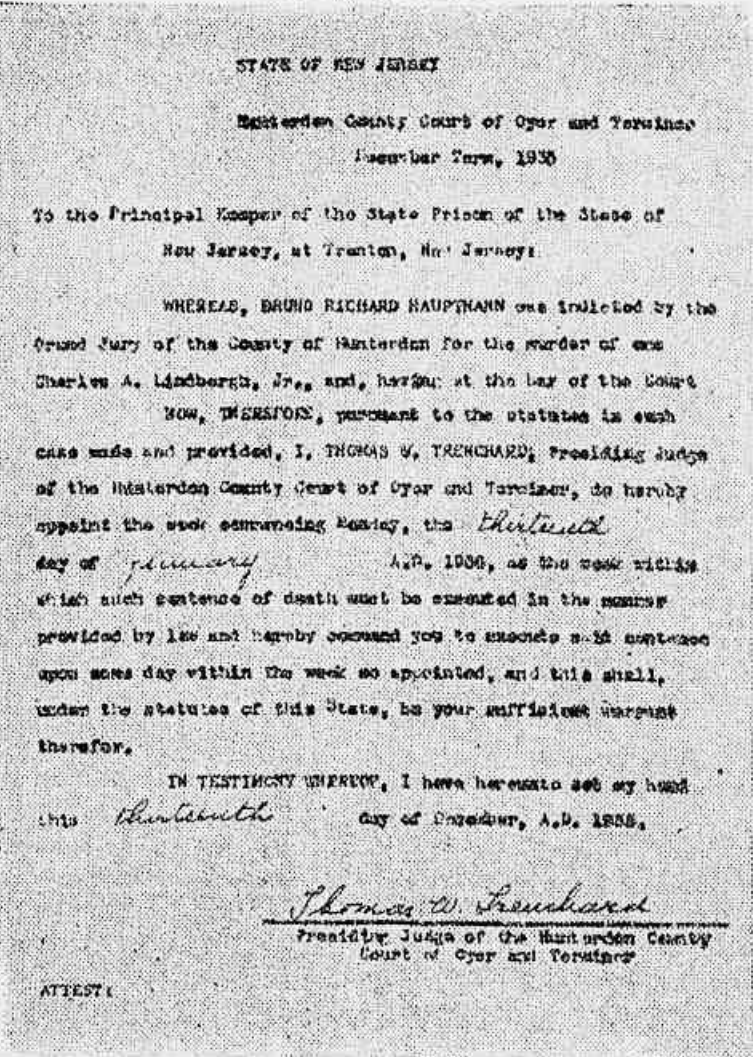 STATE OF NEW JERSEY
Hunterdon County Court of Oyer and Terminer
December Term, 1935
To the Principal Keeper of the State Prison of the State of
New Jersey, at Trenton, New Jersey:
WHEREAS, BRUNO RICHARD HAUPTMANN was indicted by the
Grand Jury of the County of Hunterdon for the murder of one
Charles A. Lindbergh, Jr., and, having at the bar of the Court
NOW, THEREFORE, pursuant to the statutes in such
case made and provided, I, THOMAS W. TRENCHARD, Presiding Judge
of the Hunterdon County Court of Oyer and Terminer, do hereby
appoint the week commencing Monday, the thirteenth
day of January A.D. 1936, as the week within
which such sentence of death must be executed in the manner
provided by law and hereby command you to execute said sentence
upon some day within the week so appointed, and this shall,
under the statutes of this State, be your sufficient warrant
therefor.
IN TESTIMONY WHEREOF, I have hereunto set my hand
this thirteenth day of December, A.D. 1935.
Thomas W. Trenchard
Presiding Judge of the Hunterdon County
Court of Oyer and Terminer
ATTEST: